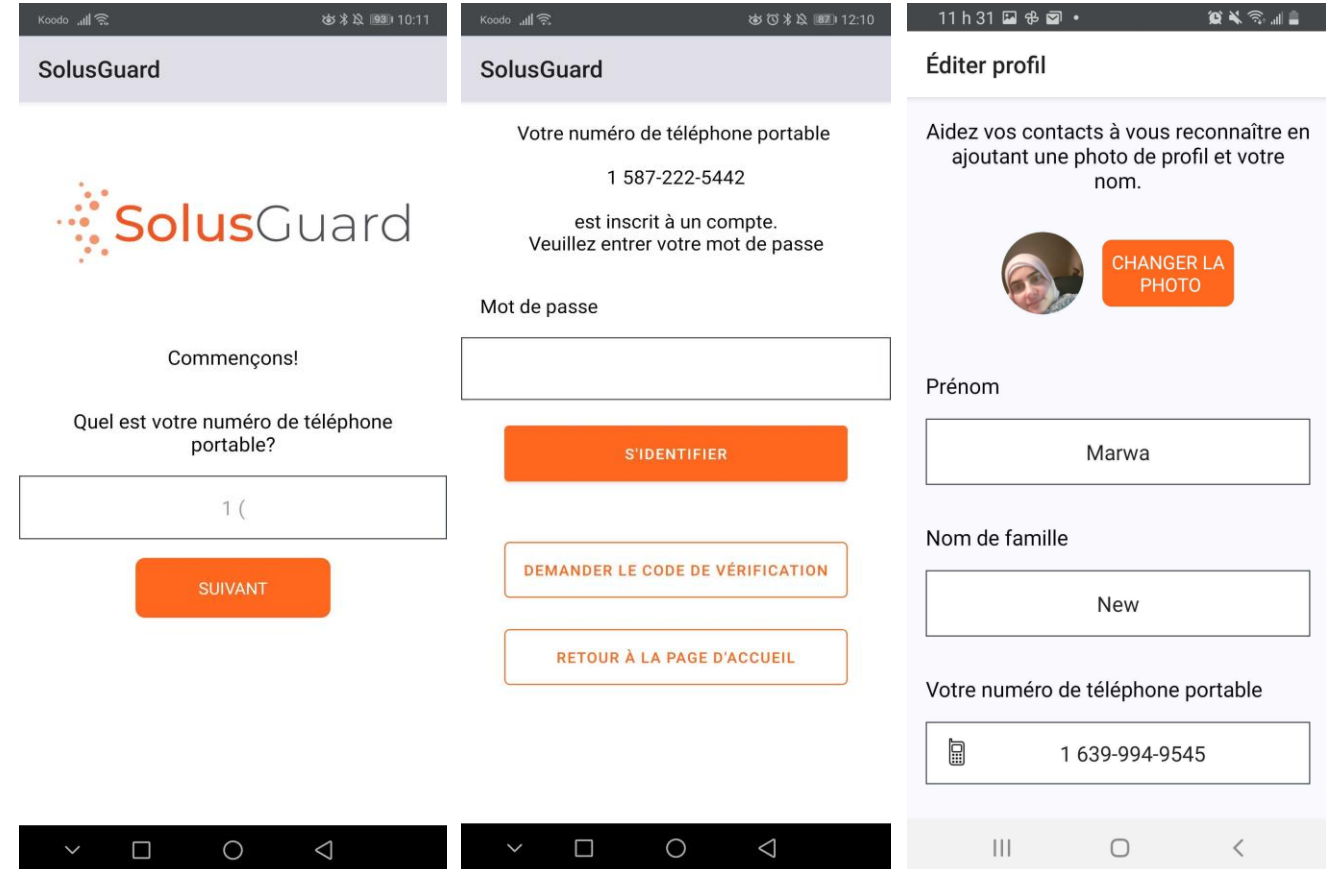 Koodo 93 10:11
SolusGuard
SolusGuard
Commençons!
Quel est votre numéro de téléphone
portable?
1 (
SUIVANT
Koodo 87 12:10
SolusGuard
Votre numéro de téléphone portable
1 587-222-5442
est inscrit à un compte.
Veuillez entrer votre mot de passe
Mot de passe
S'IDENTIFIER
DEMANDER LE CODE DE VÉRIFICATION
RETOUR À LA PAGE D'ACCUEIL
11 h 31
Éditer profil
Aidez vos contacts à vous reconnaître en
ajoutant une photo de profil et votre
nom.
CHANGER LA
PHOTO
Prénom
Marwa
Nom de famille
New
Votre numéro de téléphone portable
1 639-994-9545